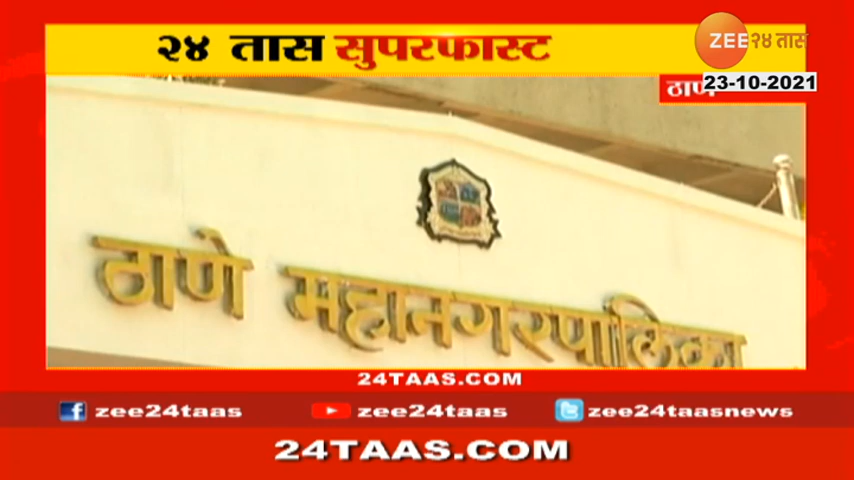 २४ तास सुपरफास्ट
ZEE २४ तास
ठाणे
23-10-2021
ठाणे महानगरपालिका
24TAAS.COM
zee24taas
zee24taas
zee24taasnews
24TAAS.COM